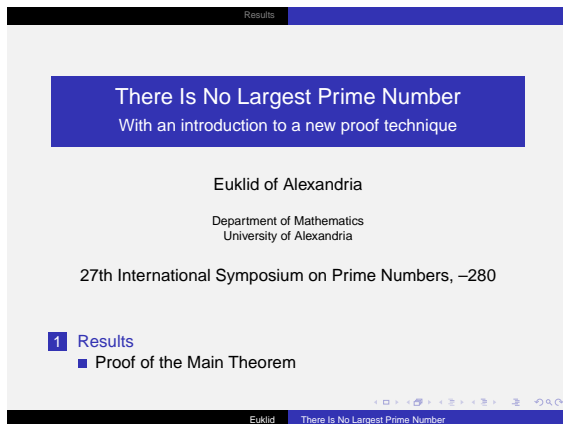 Results
There Is No Largest Prime Number
With an introduction to a new proof technique
Euklid of Alexandria
Department of Mathematics
University of Alexandria
27th International Symposium on Prime Numbers, –280
1 Results
Proof of the Main Theorem
Euklid There Is No Largest Prime Number